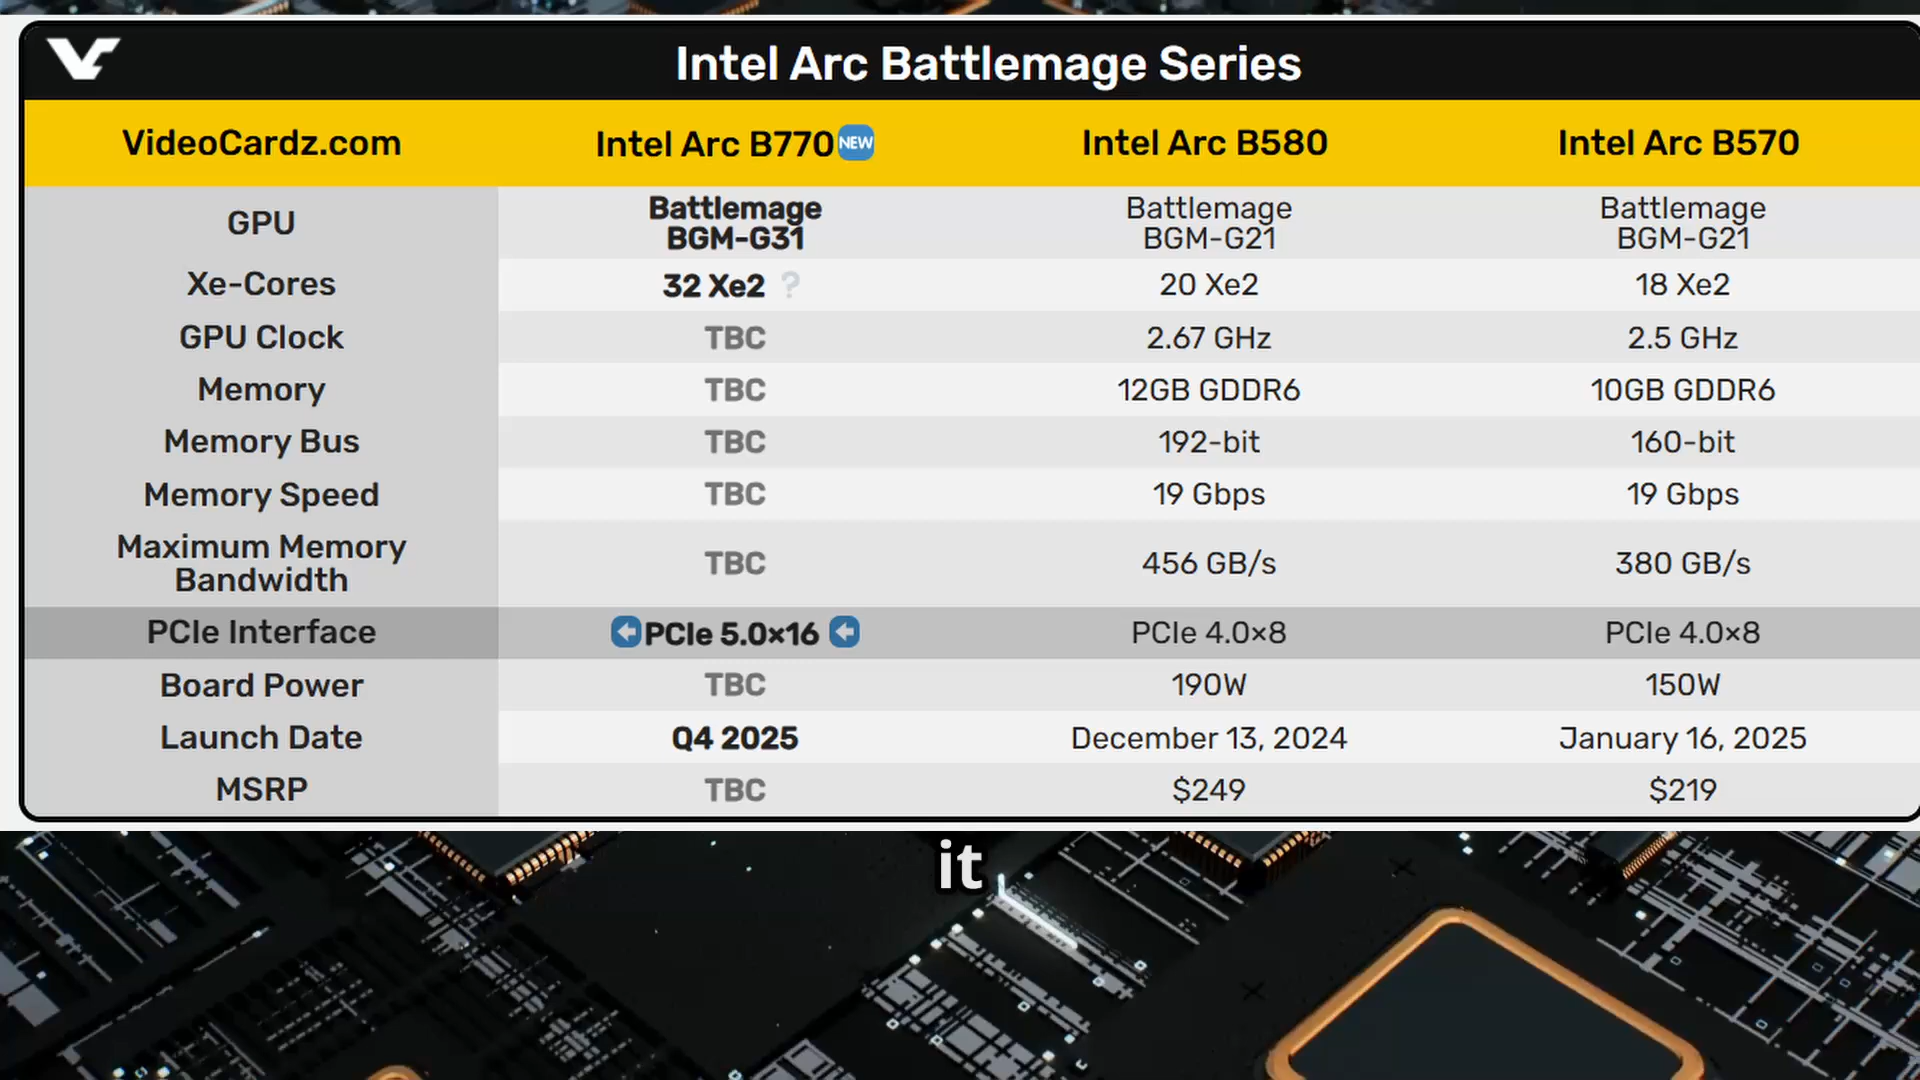 Intel Arc Battlemage Series
VideoCardz.com Intel Arc B770 NEW Intel Arc B580 Intel Arc B570
GPU Battlemage BGM-G31 Battlemage BGM-G21 Battlemage BGM-G21
Xe-Cores 32 Xe2 ? 20 Xe2 18 Xe2
GPU Clock TBC 2.67 GHz 2.5 GHz
Memory TBC 12GB GDDR6 10GB GDDR6
Memory Bus TBC 192-bit 160-bit
Memory Speed TBC 19 Gbps 19 Gbps
Maximum Memory Bandwidth TBC 456 GB/s 380 GB/s
PCIe Interface PCIe 5.0×16 PCIe 4.0×8 PCIe 4.0×8
Board Power TBC 190W 150W
Launch Date Q4 2025 December 13, 2024 January 16, 2025
MSRP TBC $249 $219
it